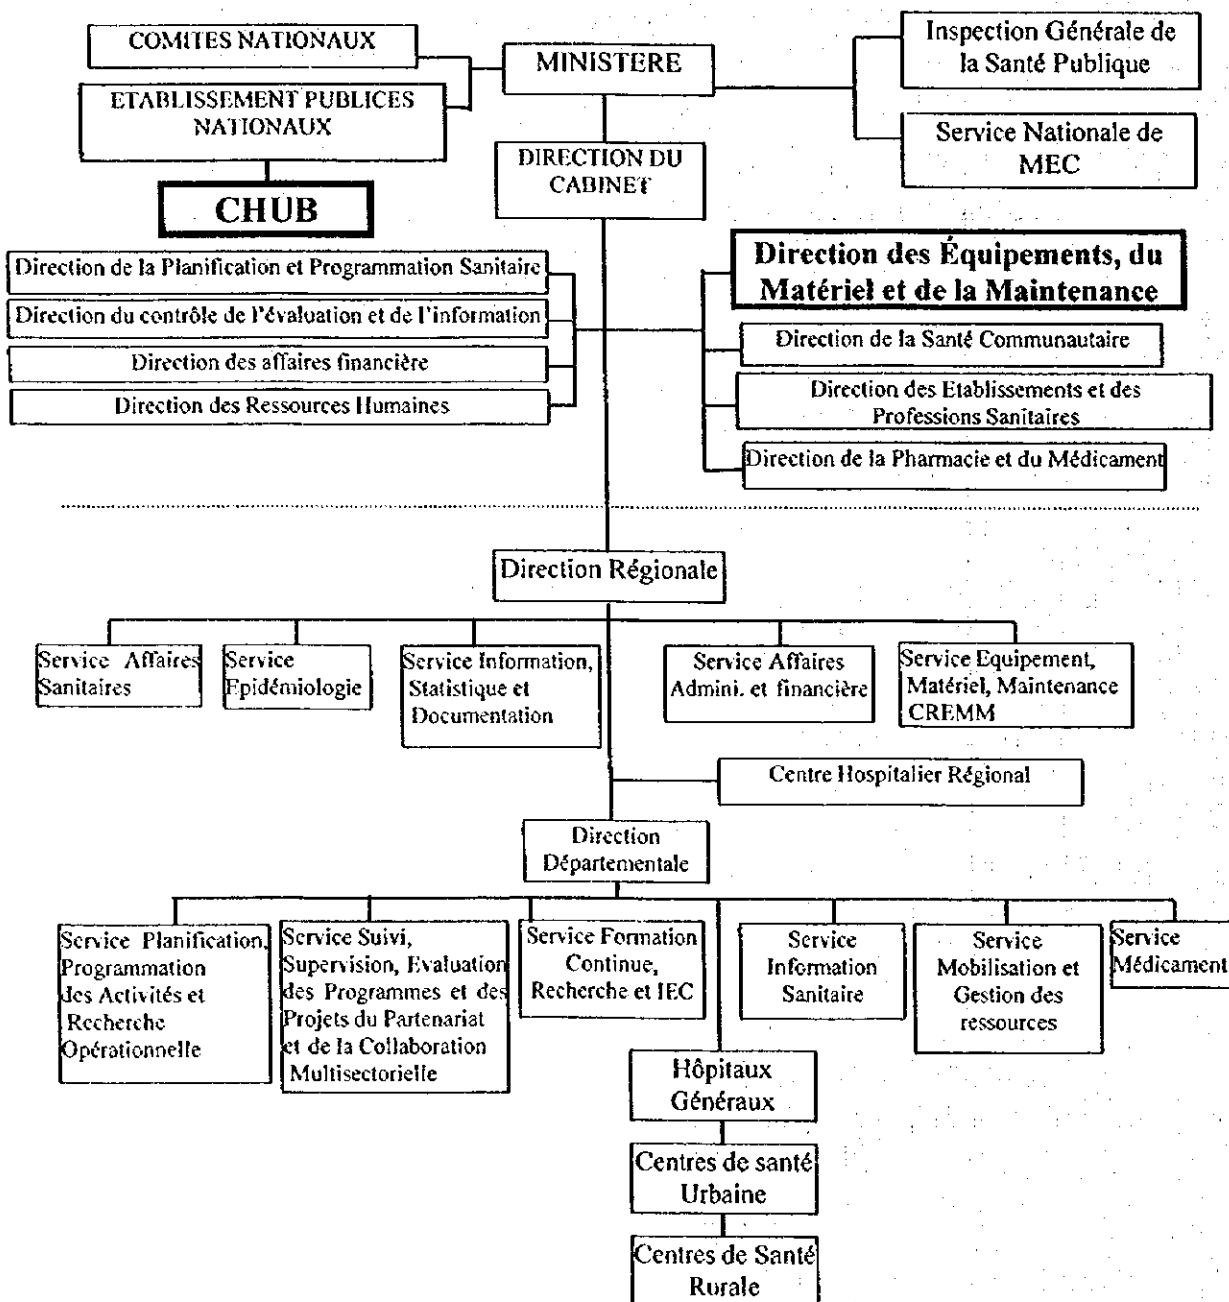 COMITES NATIONAUX
MINISTERE
Inspection Générale de
la Santé Publique
ETABLISSEMENT PUBLICES
NATIONAUX
Service Nationale de
MEC
DIRECTION DU
CABINET
CHUB
Direction de la Planification et Programmation Sanitaire
Direction du contrôle de l'évaluation et de l'information
Direction des affaires financière
Direction des Ressources Humaines
Direction des Équipements, du
Matériel et de la Maintenance
Direction de la Santé Communautaire
Direction des Etablissements et des
Professions Sanitaires
Direction de la Pharmacie et du Médicament
Direction Régionale
Service Affaires
Sanitaires
Service
Epidémiologie
Service Information,
Statistique et
Documentation
Service Affaires
Admini. et financière
Service Equipement,
Matériel, Maintenance
CREMM
Centre Hospitalier Régional
Direction
Départementale
Service Planification,
Programmation
des Activités et
Recherche
Opérationnelle
Service Suivi,
Supervision, Evaluation
des Programmes et des
Projets du Partenariat
et de la Collaboration
Multisectorielle
Service Formation
Continue,
Recherche et IEC
Service
Information
Sanitaire
Service
Mobilisation et
Gestion des
ressources
Service
Médicament
Hôpitaux
Généraux
Centres de santé
Urbaine
Centres de Santé
Rurale